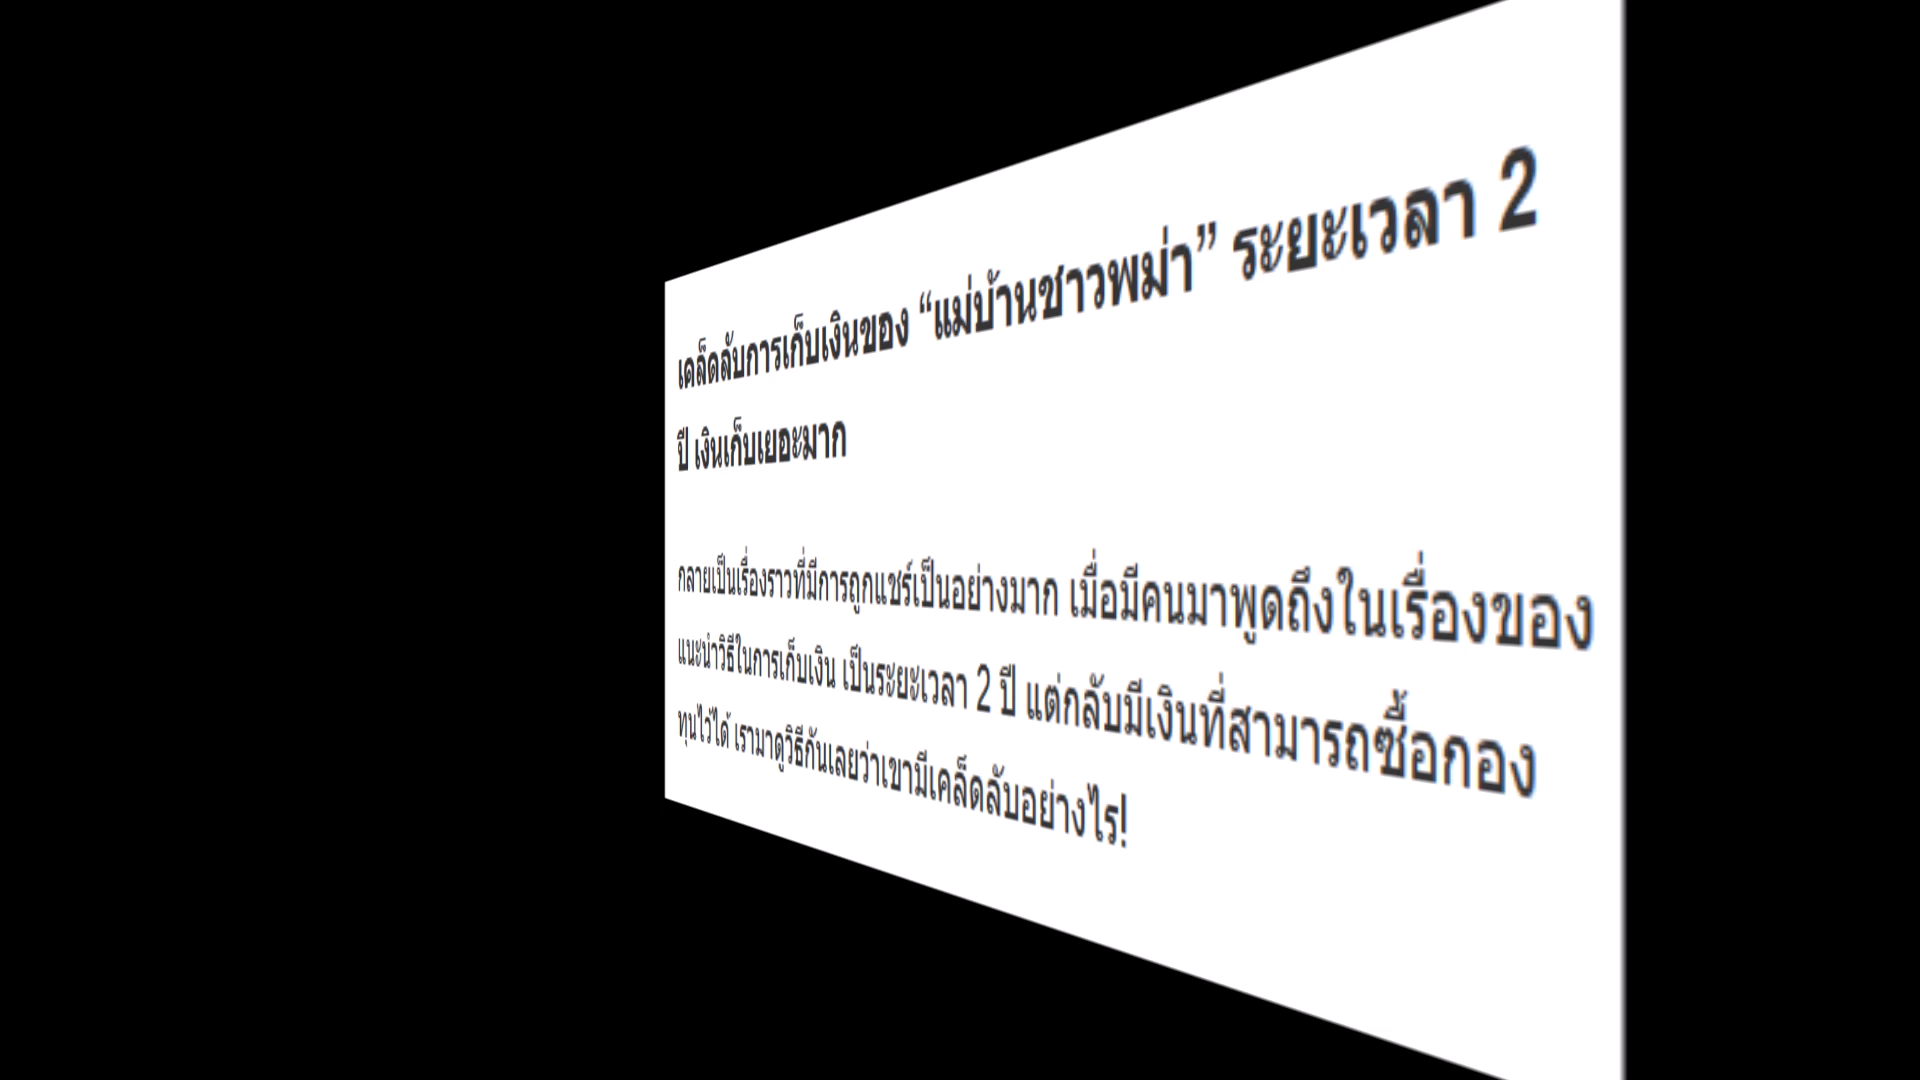 เคล็ดลับการเก็บเงินของ “แม่บ้านชาวพม่า” ระยะเวลา 2
ปี เงินเก็บเยอะมาก
กลายเป็นเรื่องราวที่มีการถูกแชร์เป็นอย่างมาก เมื่อมีคนมาพูดถึงในเรื่องของ
แนะนำวิธีในการเก็บเงิน เป็นระยะเวลา 2 ปี แต่กลับมีเงินที่สามารถซื้อกอง
ทุนไว้ได้ เรามาดูวิธีกันเลยว่าเขามีเคล็ดลับอย่างไร!